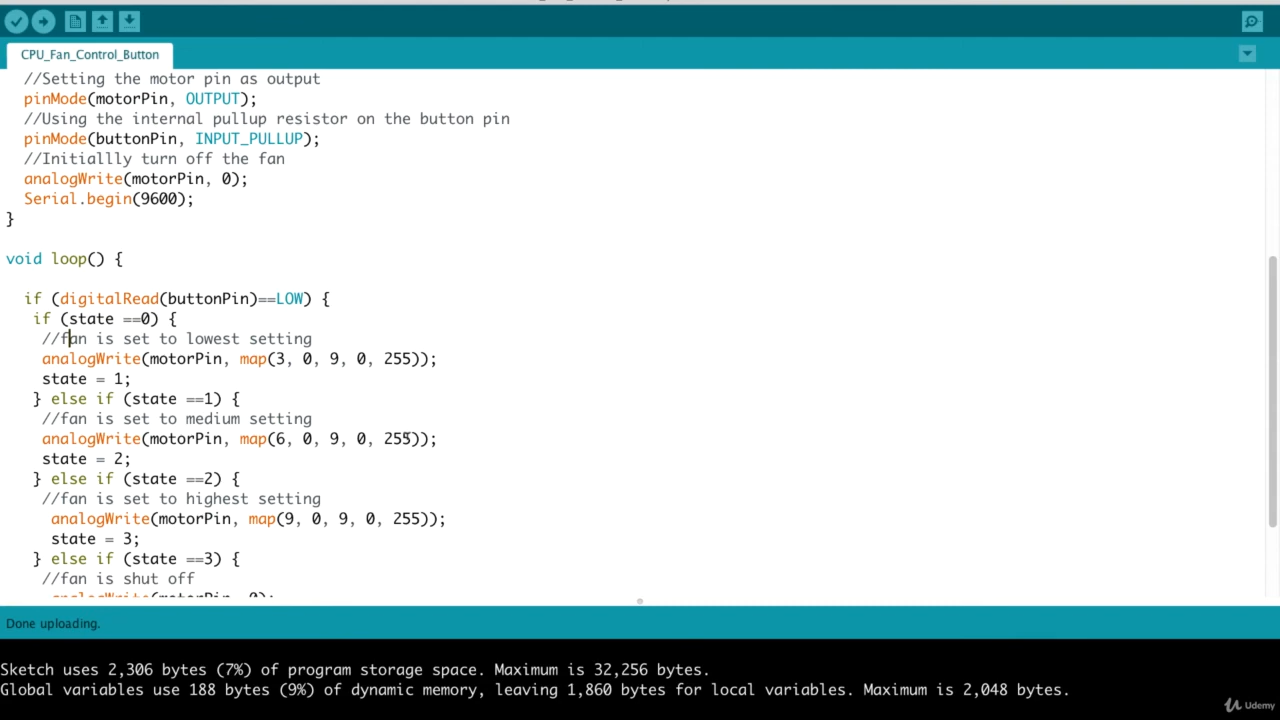 CPU_Fan_Control_Button
//Setting the motor pin as output
pinMode(motorPin, OUTPUT);
//Using the internal pullup resistor on the button pin
pinMode(buttonPin, INPUT_PULLUP);
//Initiallly turn off the fan
analogWrite(motorPin, 0);
Serial.begin(9600);
}
void loop() {
if (digitalRead(buttonPin)==LOW) {
if (state ==0) {
//fan is set to lowest setting
analogWrite(motorPin, map(3, 0, 9, 0, 255));
state = 1;
} else if (state ==1) {
//fan is set to medium setting
analogWrite(motorPin, map(6, 0, 9, 0, 255));
state = 2;
} else if (state ==2) {
//fan is set to highest setting
analogWrite(motorPin, map(9, 0, 9, 0, 255));
state = 3;
} else if (state ==3) {
//fan is shut off
analogWrite(motorPin, 0);
Done uploading.
Sketch uses 2,306 bytes (7%) of program storage space. Maximum is 32,256 bytes.
Global variables use 188 bytes (9%) of dynamic memory, leaving 1,860 bytes for local variables. Maximum is 2,048 bytes.
Udemy